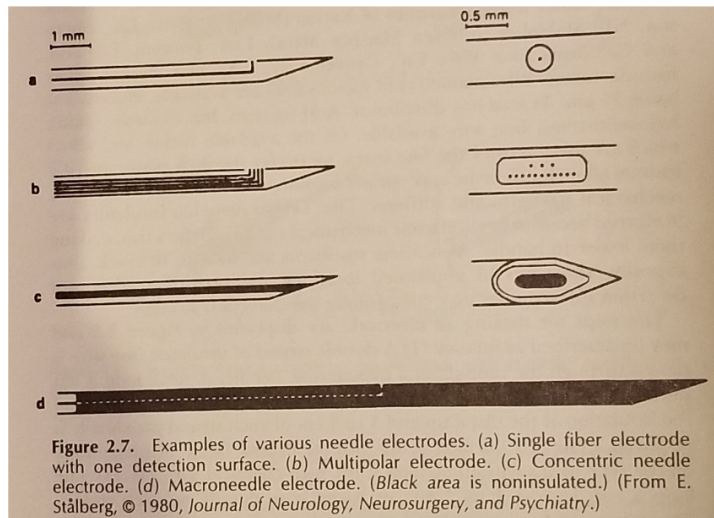 1 mm
0.5 mm
a
b
c
d
Figure 2.7. Examples of various needle electrodes. (a) Single fiber electrode
with one detection surface. (b) Multipolar electrode. (c) Concentric needle
electrode. (d) Macroneedle electrode. (Black area is noninsulated.) (From E.
Stålberg, © 1980, Journal of Neurology, Neurosurgery, and Psychiatry.)